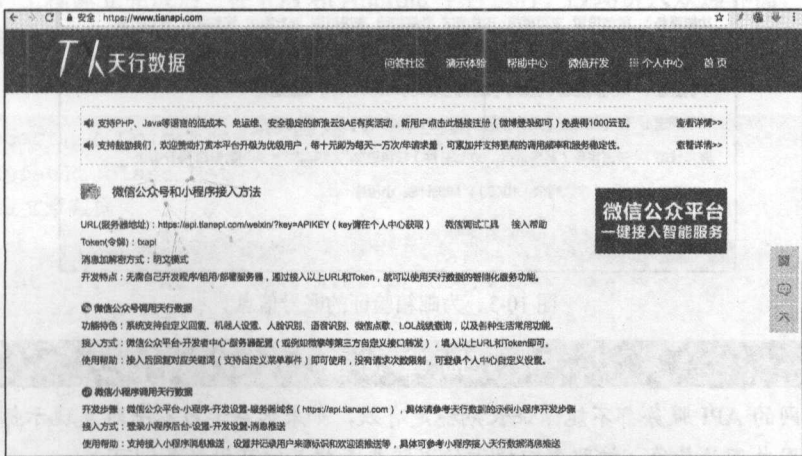 安全 https://www.tianapi.com
天行数据
问答社区 演示体验 帮助中心 微信开发 个人中心 首页
支持PHP、Java等语言的低成本、免运维、安全稳定的新浪云SAE有奖活动，新用户点击此链接注册（微博登录即可）免费得1000云豆。 查看详情>>
支持鼓励我们，欢迎赞助打赏本平台升级为优级用户，每十元即为每天一万次/年请求量，可累加并支持更高的调用频率和服务稳定性。 查看详情>>
微信公众号和小程序接入方法
微信公众平台
一键接入智能服务
URL(服务器地址)：https://api.tianapi.com/weixin/?key=APIKEY（key请在个人中心获取） 微信调试工具 接入帮助
Token(令牌)：txapi
消息加解密方式：明文模式
开发特点：无需自己开发程序/租用/部署服务器，通过接入以上URL和Token，就可以使用天行数据的智能化服务功能。
微信公众号调用天行数据
功能特色：系统支持自定义回复、机器人设置、人脸识别、语音识别、微信点歌、LOL战绩查询，以及各种生活常用功能。
接入方式：微信公众平台-开发者中心-服务器配置（或例如微擎等第三方自定义接口转发），填入以上URL和Token即可。
使用帮助：接入后回复对应关键词（支持自定义菜单事件）即可使用，没有请求次数限制，可登录个人中心自定义设置。
微信小程序调用天行数据
开发步骤：微信公众平台-小程序-开发设置-服务器域名（https://api.tianapi.com），具体请参考天行数据的示例小程序开发步骤
接入方式：登录小程序后台-设置-开发设置-消息推送
使用帮助：支持接入小程序消息推送，设置并记录用户来源标识和欢迎语推送等，具体可参考小程序接入天行数据消息推送